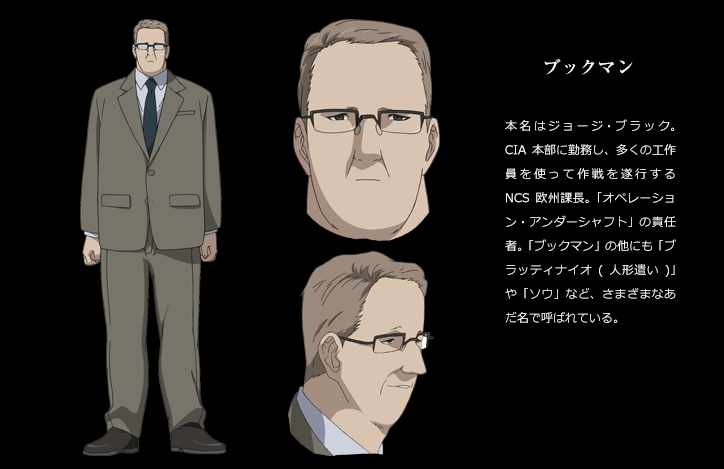 ブックマン
本名はジョージ・ブラック。
CIA 本部に勤務し、多くの工作
員を使って作戦を遂行する
NCS 欧州課長。「オペレーショ
ン・アンダーシャフト」の責任
者。「ブックマン」の他にも「ブ
ラッティナイオ ( 人形遣い )」
や「ソウ」など、さまざまなあ
だ名で呼ばれている。